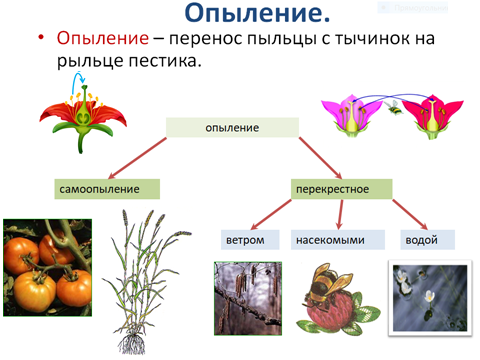 Опыление.
• Опыление – перенос пыльцы с тычинок на
рыльце пестика.
опыление
самоопыление
перекрестное
ветром
насекомыми
водой